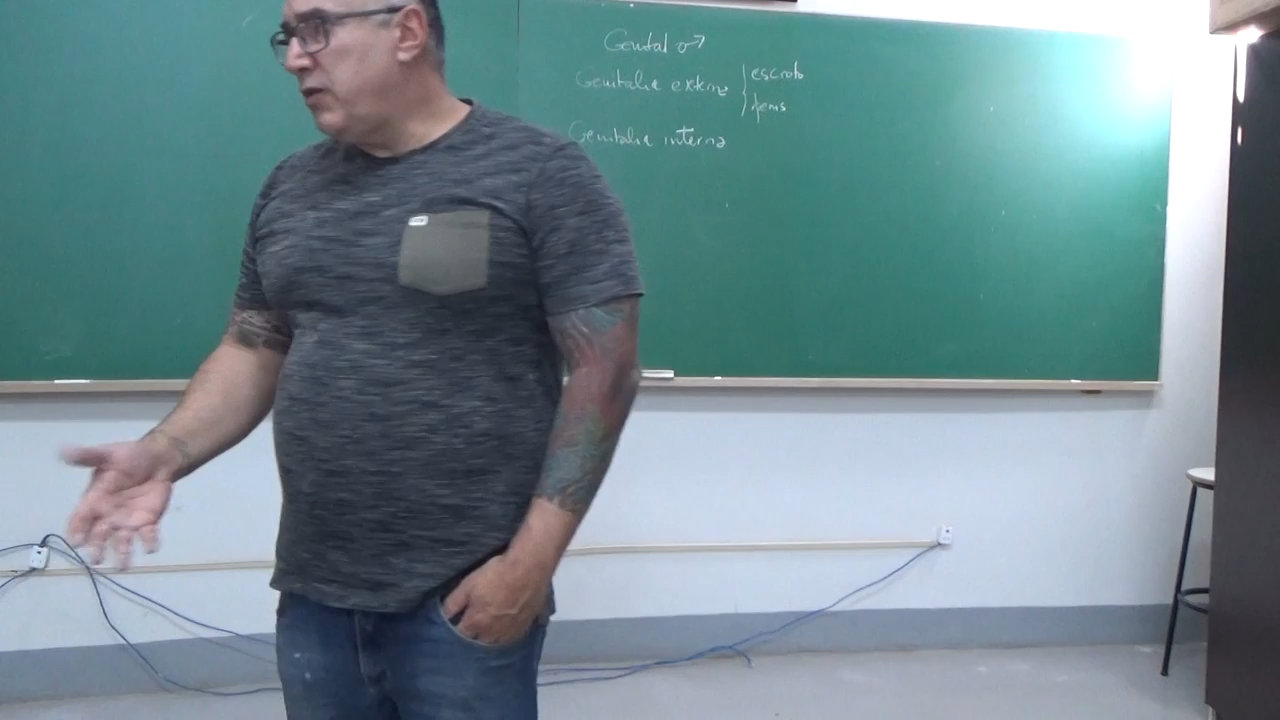 Genital ♂
Genitalia externa { escroto
pênis
Genitalia interna